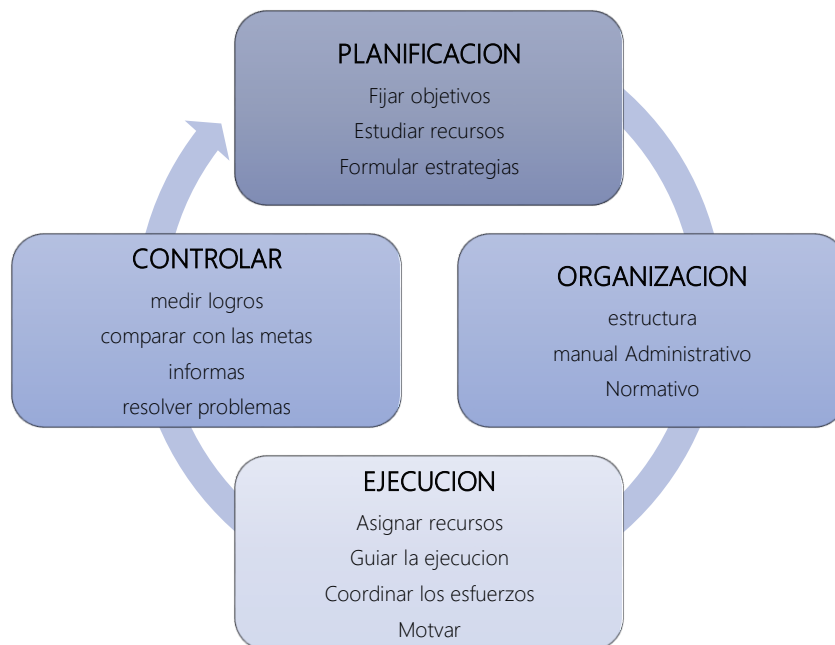 PLANIFICACION
Fijar objetivos
Estudiar recursos
Formular estrategias
ORGANIZACION
estructura
manual Administrativo
Normativo
EJECUCION
Asignar recursos
Guiar la ejecucion
Coordinar los esfuerzos
Motvar
CONTROLAR
medir logros
comparar con las metas
informas
resolver problemas